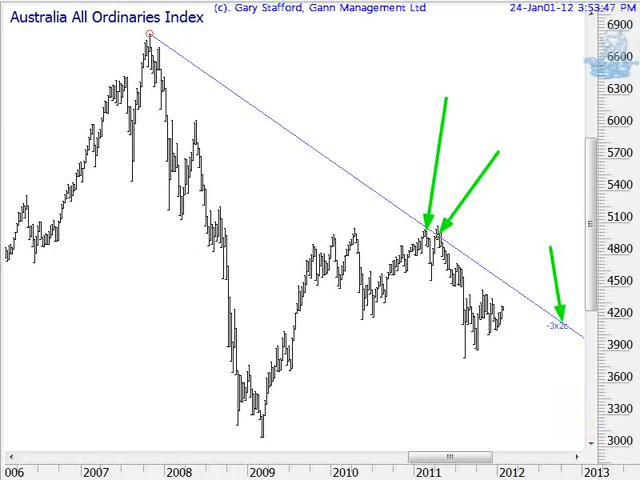 Australia All Ordinaries Index
(c). Gary Stafford, Gann Management Ltd
24-Jan01-12 3:53:47 PM
6900
6600
6300
6000
5700
5400
5100
4800
4500
4200
3900
3600
3300
3000
-3x2c
006 2007 2008 2009 2010 2011 2012 2013